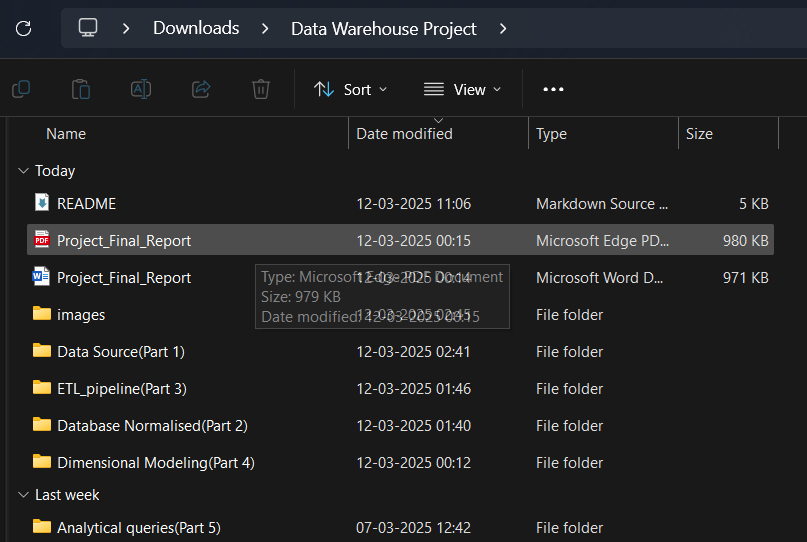 Downloads > Data Warehouse Project >
Sort View •••
Name Date modified Type Size
Today
README 12-03-2025 11:06 Markdown Source ... 5 KB
PDF Project_Final_Report 12-03-2025 00:15 Microsoft Edge PD... 980 KB
W Project_Final_Report 12-03-2025 00:14 Microsoft Word D... 971 KB
Type: Microsoft Edge PDF Document
Size: 979 KB
Date modified: 12-03-2025 00:15
images 12-03-2025 02:45 File folder
Data Source(Part 1) 12-03-2025 02:41 File folder
ETL_pipeline(Part 3) 12-03-2025 01:46 File folder
Database Normalised(Part 2) 12-03-2025 01:40 File folder
Dimensional Modeling(Part 4) 12-03-2025 00:12 File folder
Last week
Analytical queries(Part 5) 07-03-2025 12:42 File folder